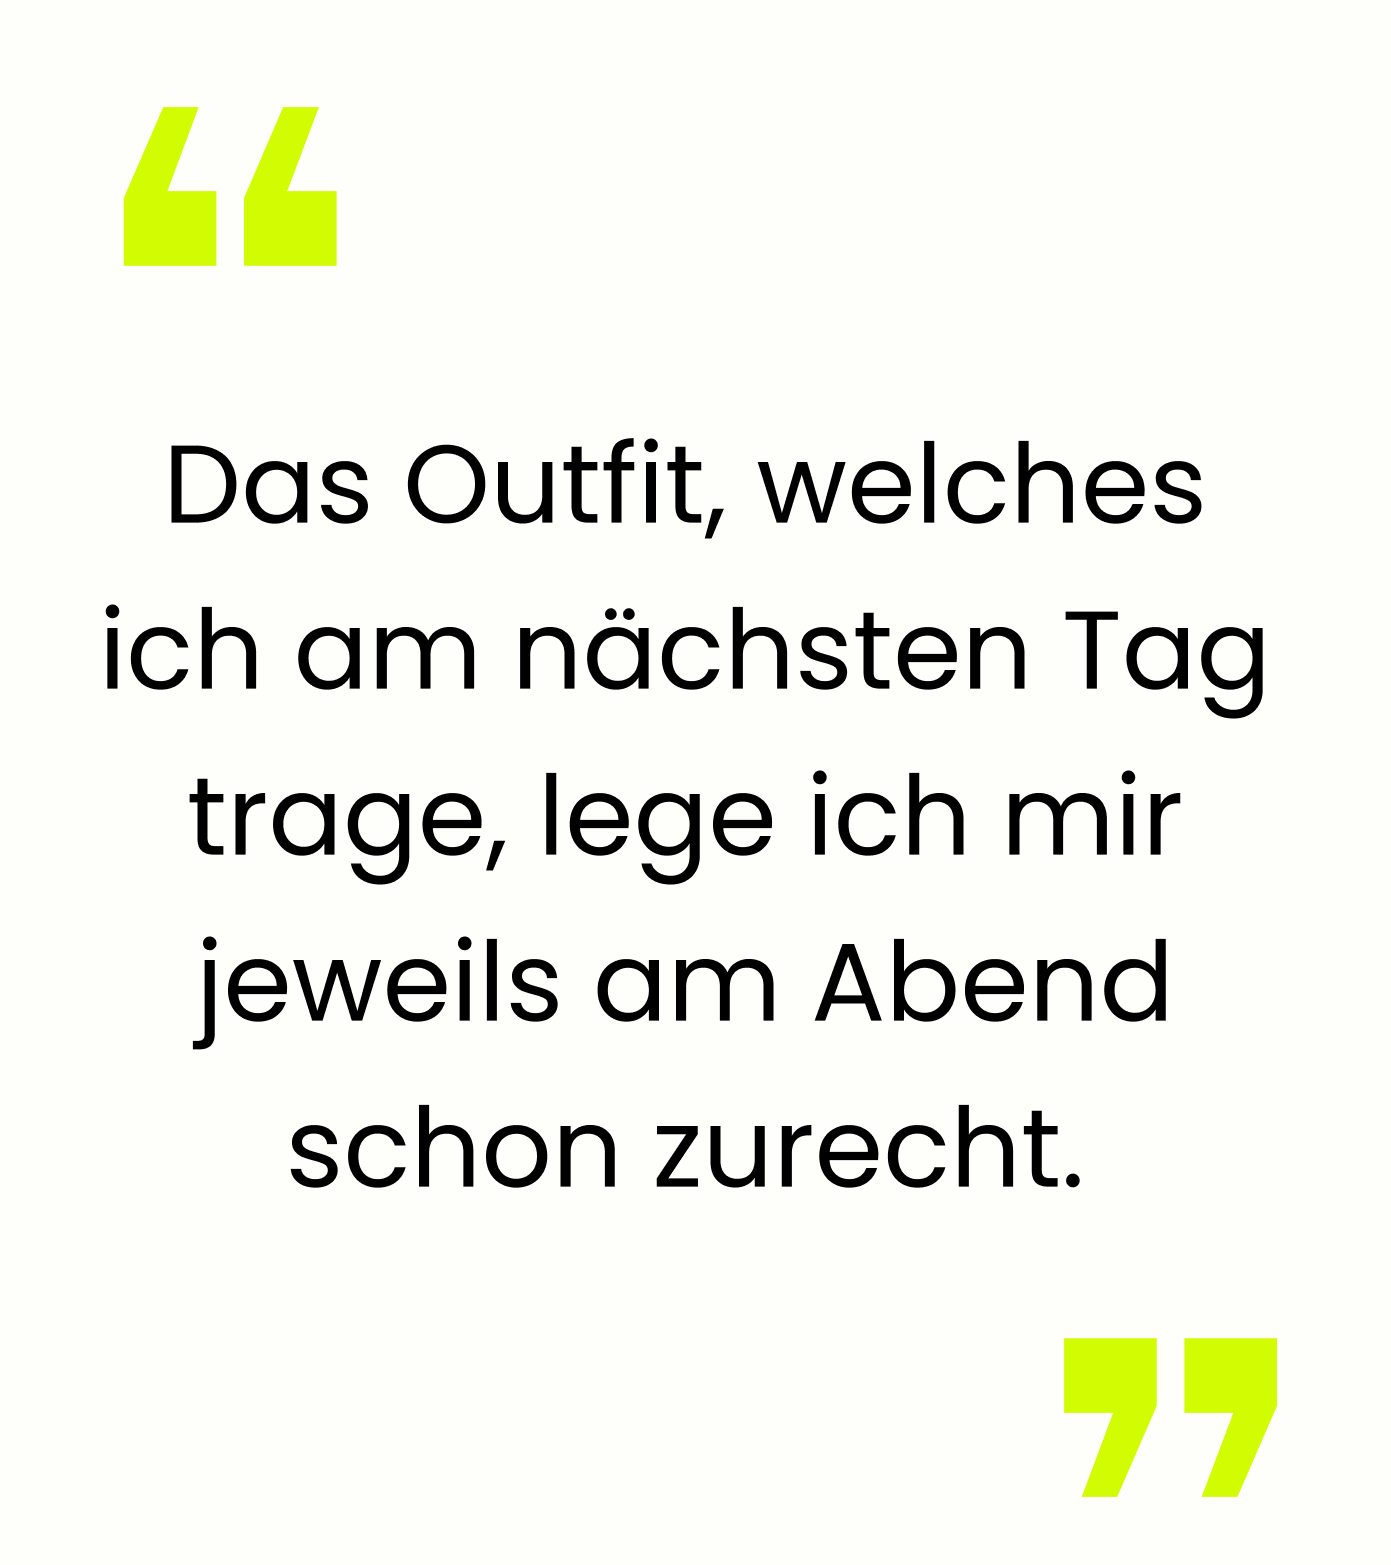 “
Das Outfit, welches
ich am nächsten Tag
trage, lege ich mir
jeweils am Abend
schon zurecht.
”